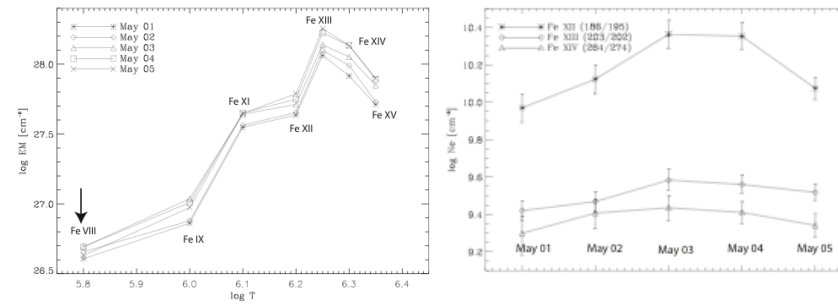 May 01
May 02
May 03
May 04
May 05
Fe XIII
Fe XIV
Fe XI
Fe XV
Fe XII
Fe VIII
Fe IX
log EM [cm⁻⁵]
28.0
27.5
27.0
26.5
5.8
5.9
6.0
6.1
6.2
6.3
6.4
log T
Fe XII (186/195)
Fe XIII (203/202)
Fe XIV (264/274)
log Ne [cm⁻³]
10.4
10.2
10.0
9.8
9.6
9.4
9.2
May 01
May 02
May 03
May 04
May 05